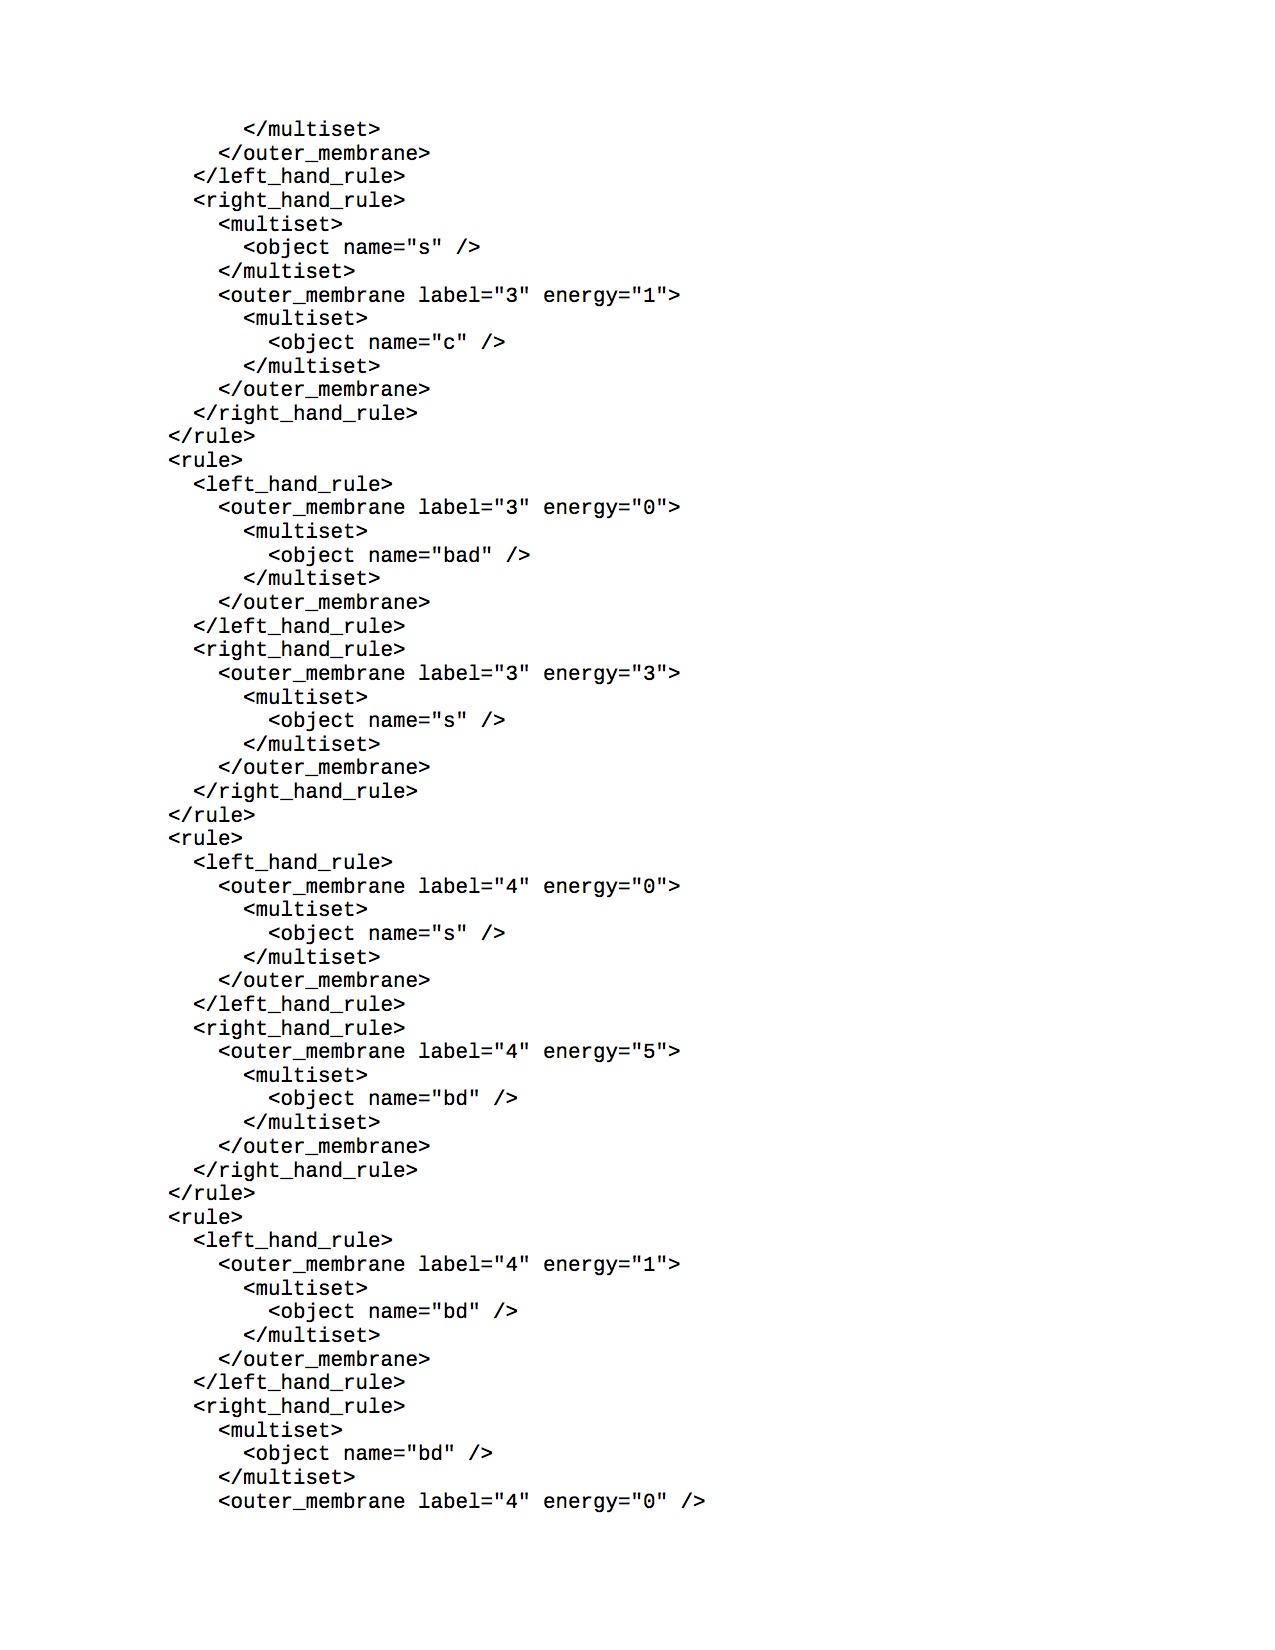 </multiset>
    </outer_membrane>
  </left_hand_rule>
  <right_hand_rule>
    <multiset>
      <object name="s" />
    </multiset>
    <outer_membrane label="3" energy="1">
      <multiset>
        <object name="c" />
      </multiset>
    </outer_membrane>
  </right_hand_rule>
</rule>
<rule>
  <left_hand_rule>
    <outer_membrane label="3" energy="0">
      <multiset>
        <object name="bad" />
      </multiset>
    </outer_membrane>
  </left_hand_rule>
  <right_hand_rule>
    <outer_membrane label="3" energy="3">
      <multiset>
        <object name="s" />
      </multiset>
    </outer_membrane>
  </right_hand_rule>
</rule>
<rule>
  <left_hand_rule>
    <outer_membrane label="4" energy="0">
      <multiset>
        <object name="s" />
      </multiset>
    </outer_membrane>
  </left_hand_rule>
  <right_hand_rule>
    <outer_membrane label="4" energy="5">
      <multiset>
        <object name="bd" />
      </multiset>
    </outer_membrane>
  </right_hand_rule>
</rule>
<rule>
  <left_hand_rule>
    <outer_membrane label="4" energy="1">
      <multiset>
        <object name="bd" />
      </multiset>
    </outer_membrane>
  </left_hand_rule>
  <right_hand_rule>
    <multiset>
      <object name="bd" />
    </multiset>
    <outer_membrane label="4" energy="0" />